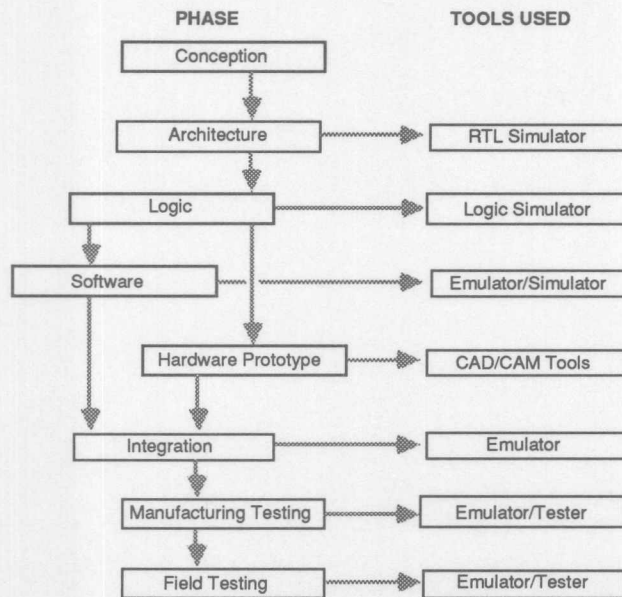 PHASE TOOLS USED
Conception
Architecture RTL Simulator
Logic Logic Simulator
Software Emulator/Simulator
Hardware Prototype CAD/CAM Tools
Integration Emulator
Manufacturing Testing Emulator/Tester
Field Testing Emulator/Tester